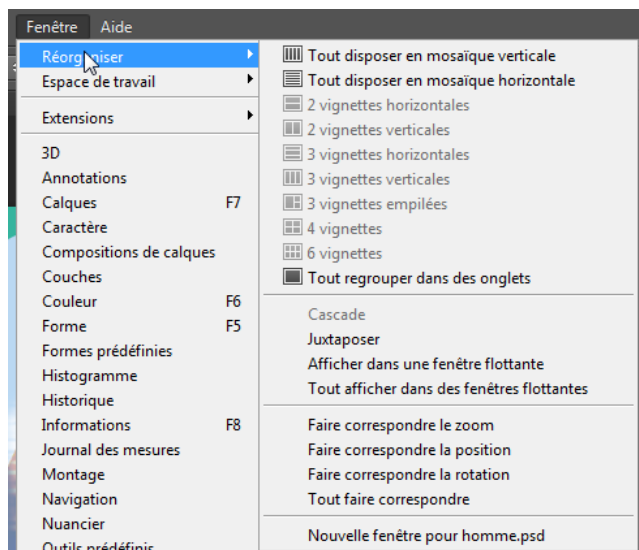 Fenêtre Aide
Réorganiser
Espace de travail
Extensions
3D
Annotations
Calques F7
Caractère
Compositions de calques
Couches
Couleur F6
Forme F5
Formes prédéfinies
Histogramme
Historique
Informations F8
Journal des mesures
Montage
Navigation
Nuancier
Outils prédéfinis
Tout disposer en mosaïque verticale
Tout disposer en mosaïque horizontale
2 vignettes horizontales
2 vignettes verticales
3 vignettes horizontales
3 vignettes verticales
3 vignettes empilées
4 vignettes
6 vignettes
Tout regrouper dans des onglets
Cascade
Juxtaposer
Afficher dans une fenêtre flottante
Tout afficher dans des fenêtres flottantes
Faire correspondre le zoom
Faire correspondre la position
Faire correspondre la rotation
Tout faire correspondre
Nouvelle fenêtre pour homme.psd